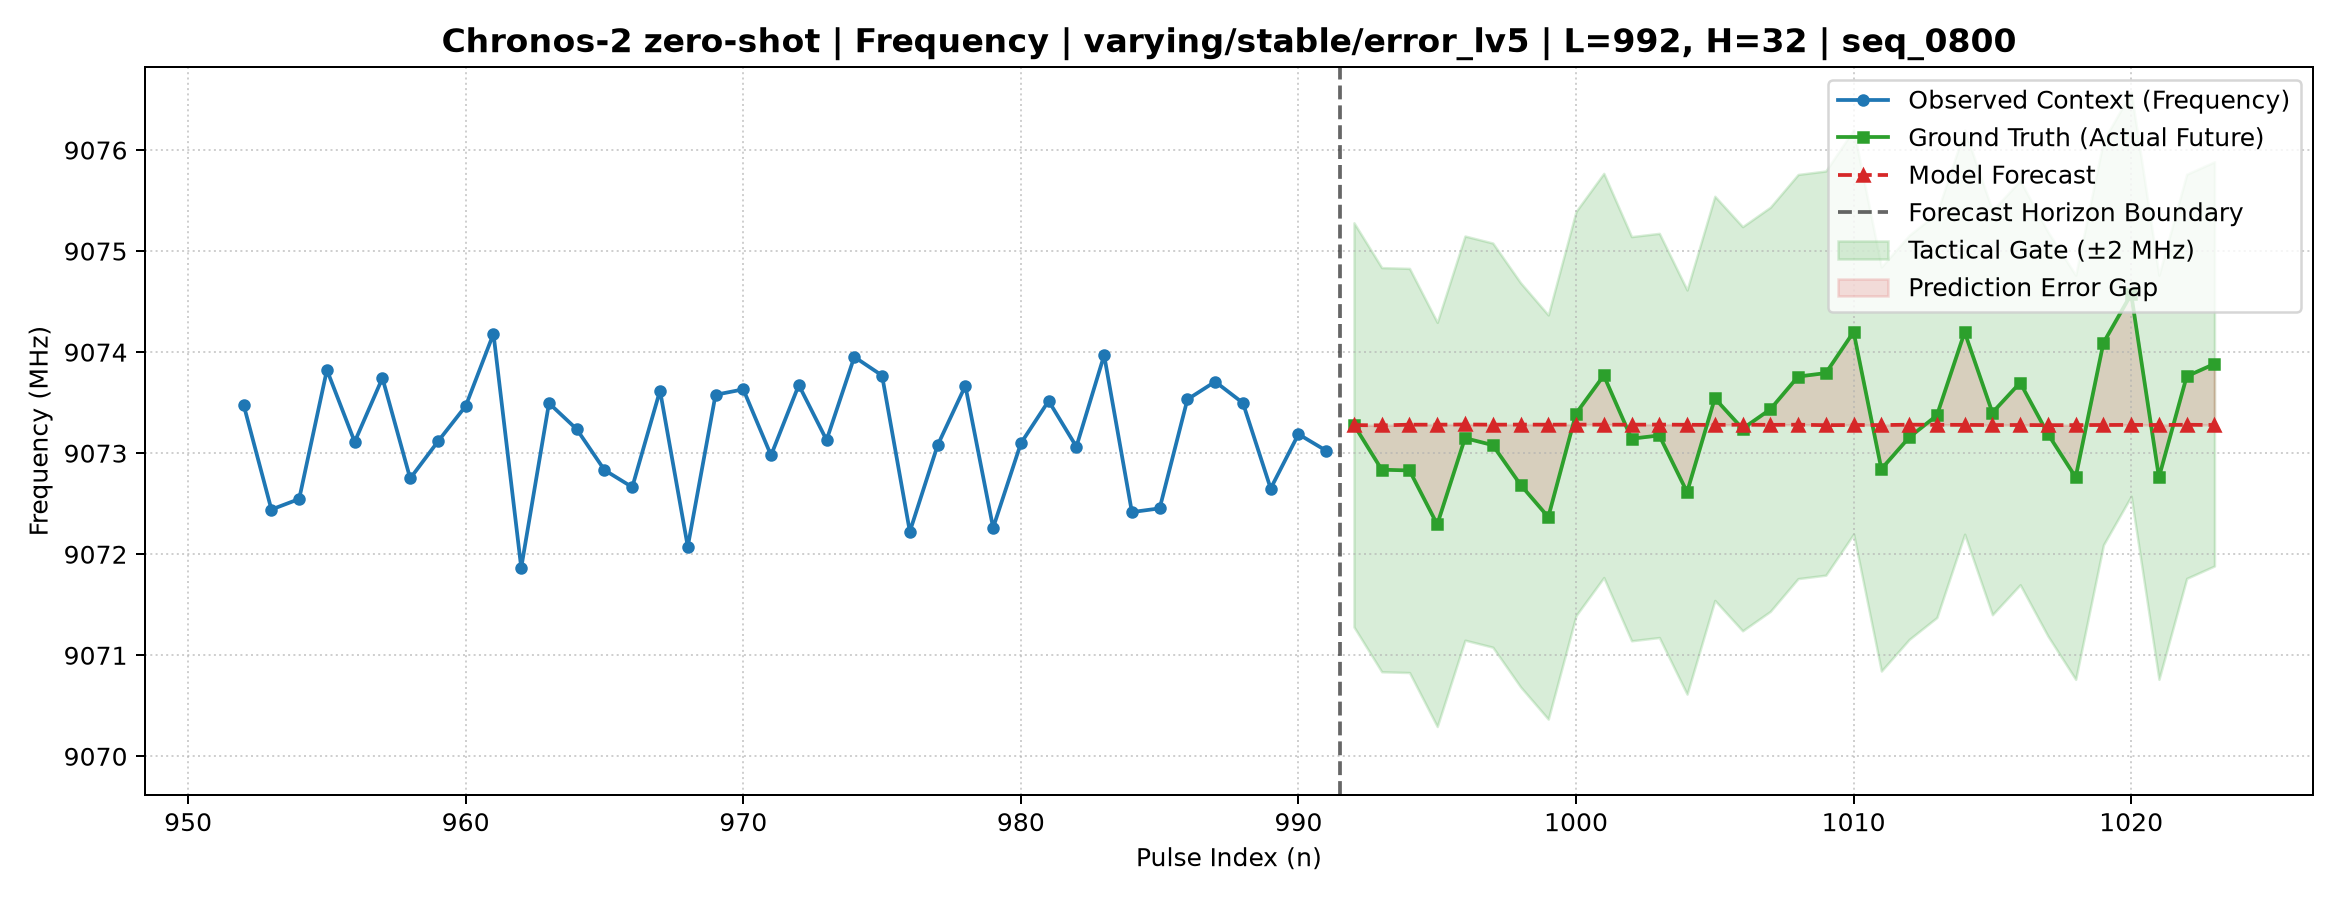 Chronos-2 zero-shot | Frequency | varying/stable/error_lv5 | L=992, H=32 | seq_0800
Observed Context (Frequency)
Ground Truth (Actual Future)
Model Forecast
Forecast Horizon Boundary
Tactical Gate (±2 MHz)
Prediction Error Gap
Frequency (MHz)
9076
9075
9074
9073
9072
9071
9070
950 960 970 980 990 1000 1010 1020
Pulse Index (n)